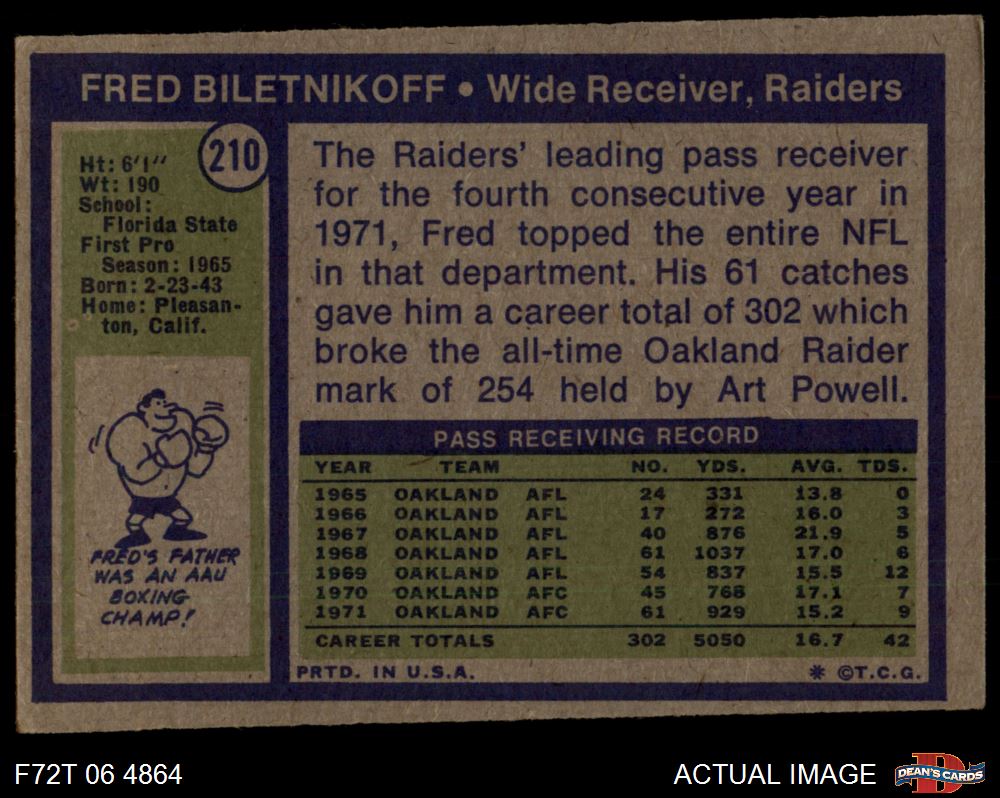 FRED BILETNIKOFF • Wide Receiver, Raiders
210
Ht: 6'1"
Wt: 190
School:
Florida State
First Pro
Season: 1965
Born: 2-23-43
Home: Pleasan-
ton, Calif.
FRED'S FATHER
WAS AN AAU
BOXING
CHAMP!
The Raiders' leading pass receiver
for the fourth consecutive year in
1971, Fred topped the entire NFL
in that department. His 61 catches
gave him a career total of 302 which
broke the all-time Oakland Raider
mark of 254 held by Art Powell.
PASS RECEIVING RECORD
YEAR TEAM NO. YDS. AVG. TDS.
1965 OAKLAND AFL 24 331 13.8 0
1966 OAKLAND AFL 17 272 16.0 3
1967 OAKLAND AFL 40 876 21.9 5
1968 OAKLAND AFL 61 1037 17.0 6
1969 OAKLAND AFL 54 837 15.5 12
1970 OAKLAND AFC 45 768 17.1 7
1971 OAKLAND AFC 61 929 15.2 9
CAREER TOTALS 302 5050 16.7 42
PRTD. IN U.S.A. * ©T.C.G.
F72T 06 4864
ACTUAL IMAGE
D
DEAN'S CARDS